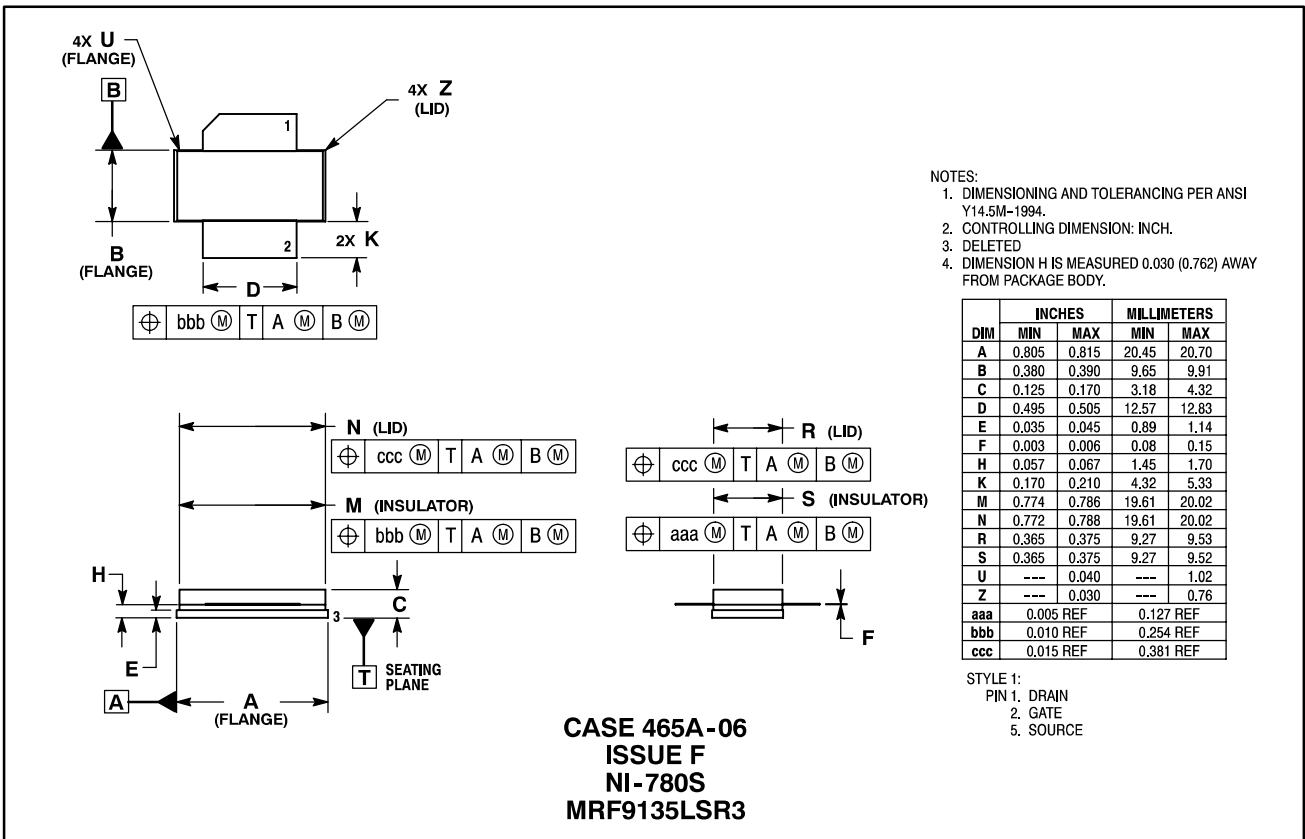 4X U
(FLANGE)
B
4X Z
(LID)
1
B
(FLANGE)
2X K
2
D
⌖ bbb Ⓜ T A Ⓜ B Ⓜ
NOTES:
1. DIMENSIONING AND TOLERANCING PER ANSI
Y14.5M-1994.
2. CONTROLLING DIMENSION: INCH.
3. DELETED
4. DIMENSION H IS MEASURED 0.030 (0.762) AWAY
FROM PACKAGE BODY.
INCHES MILLIMETERS
DIM MIN MAX MIN MAX
A 0.805 0.815 20.45 20.70
B 0.380 0.390 9.65 9.91
C 0.125 0.170 3.18 4.32
D 0.495 0.505 12.57 12.83
E 0.035 0.045 0.89 1.14
F 0.003 0.006 0.08 0.15
H 0.057 0.067 1.45 1.70
K 0.170 0.210 4.32 5.33
M 0.774 0.786 19.61 20.02
N 0.772 0.788 19.61 20.02
R 0.365 0.375 9.27 9.53
S 0.365 0.375 9.27 9.52
U --- 0.040 --- 1.02
Z --- 0.030 --- 0.76
aaa 0.005 REF 0.127 REF
bbb 0.010 REF 0.254 REF
ccc 0.015 REF 0.381 REF
STYLE 1:
PIN 1. DRAIN
2. GATE
5. SOURCE
N (LID)
⌖ ccc Ⓜ T A Ⓜ B Ⓜ
M (INSULATOR)
⌖ bbb Ⓜ T A Ⓜ B Ⓜ
R (LID)
⌖ ccc Ⓜ T A Ⓜ B Ⓜ
S (INSULATOR)
⌖ aaa Ⓜ T A Ⓜ B Ⓜ
H
C
3
E
T SEATING
PLANE
F
A
A
(FLANGE)
CASE 465A-06
ISSUE F
NI-780S
MRF9135LSR3